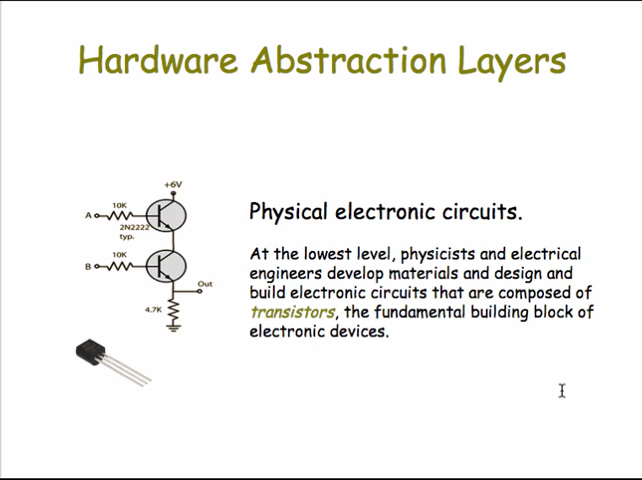 Hardware Abstraction Layers
+6V
10K
A
2N2222
typ.
10K
B
Out
4.7K
Physical electronic circuits.
At the lowest level, physicists and electrical
engineers develop materials and design and
build electronic circuits that are composed of
transistors, the fundamental building block of
electronic devices.